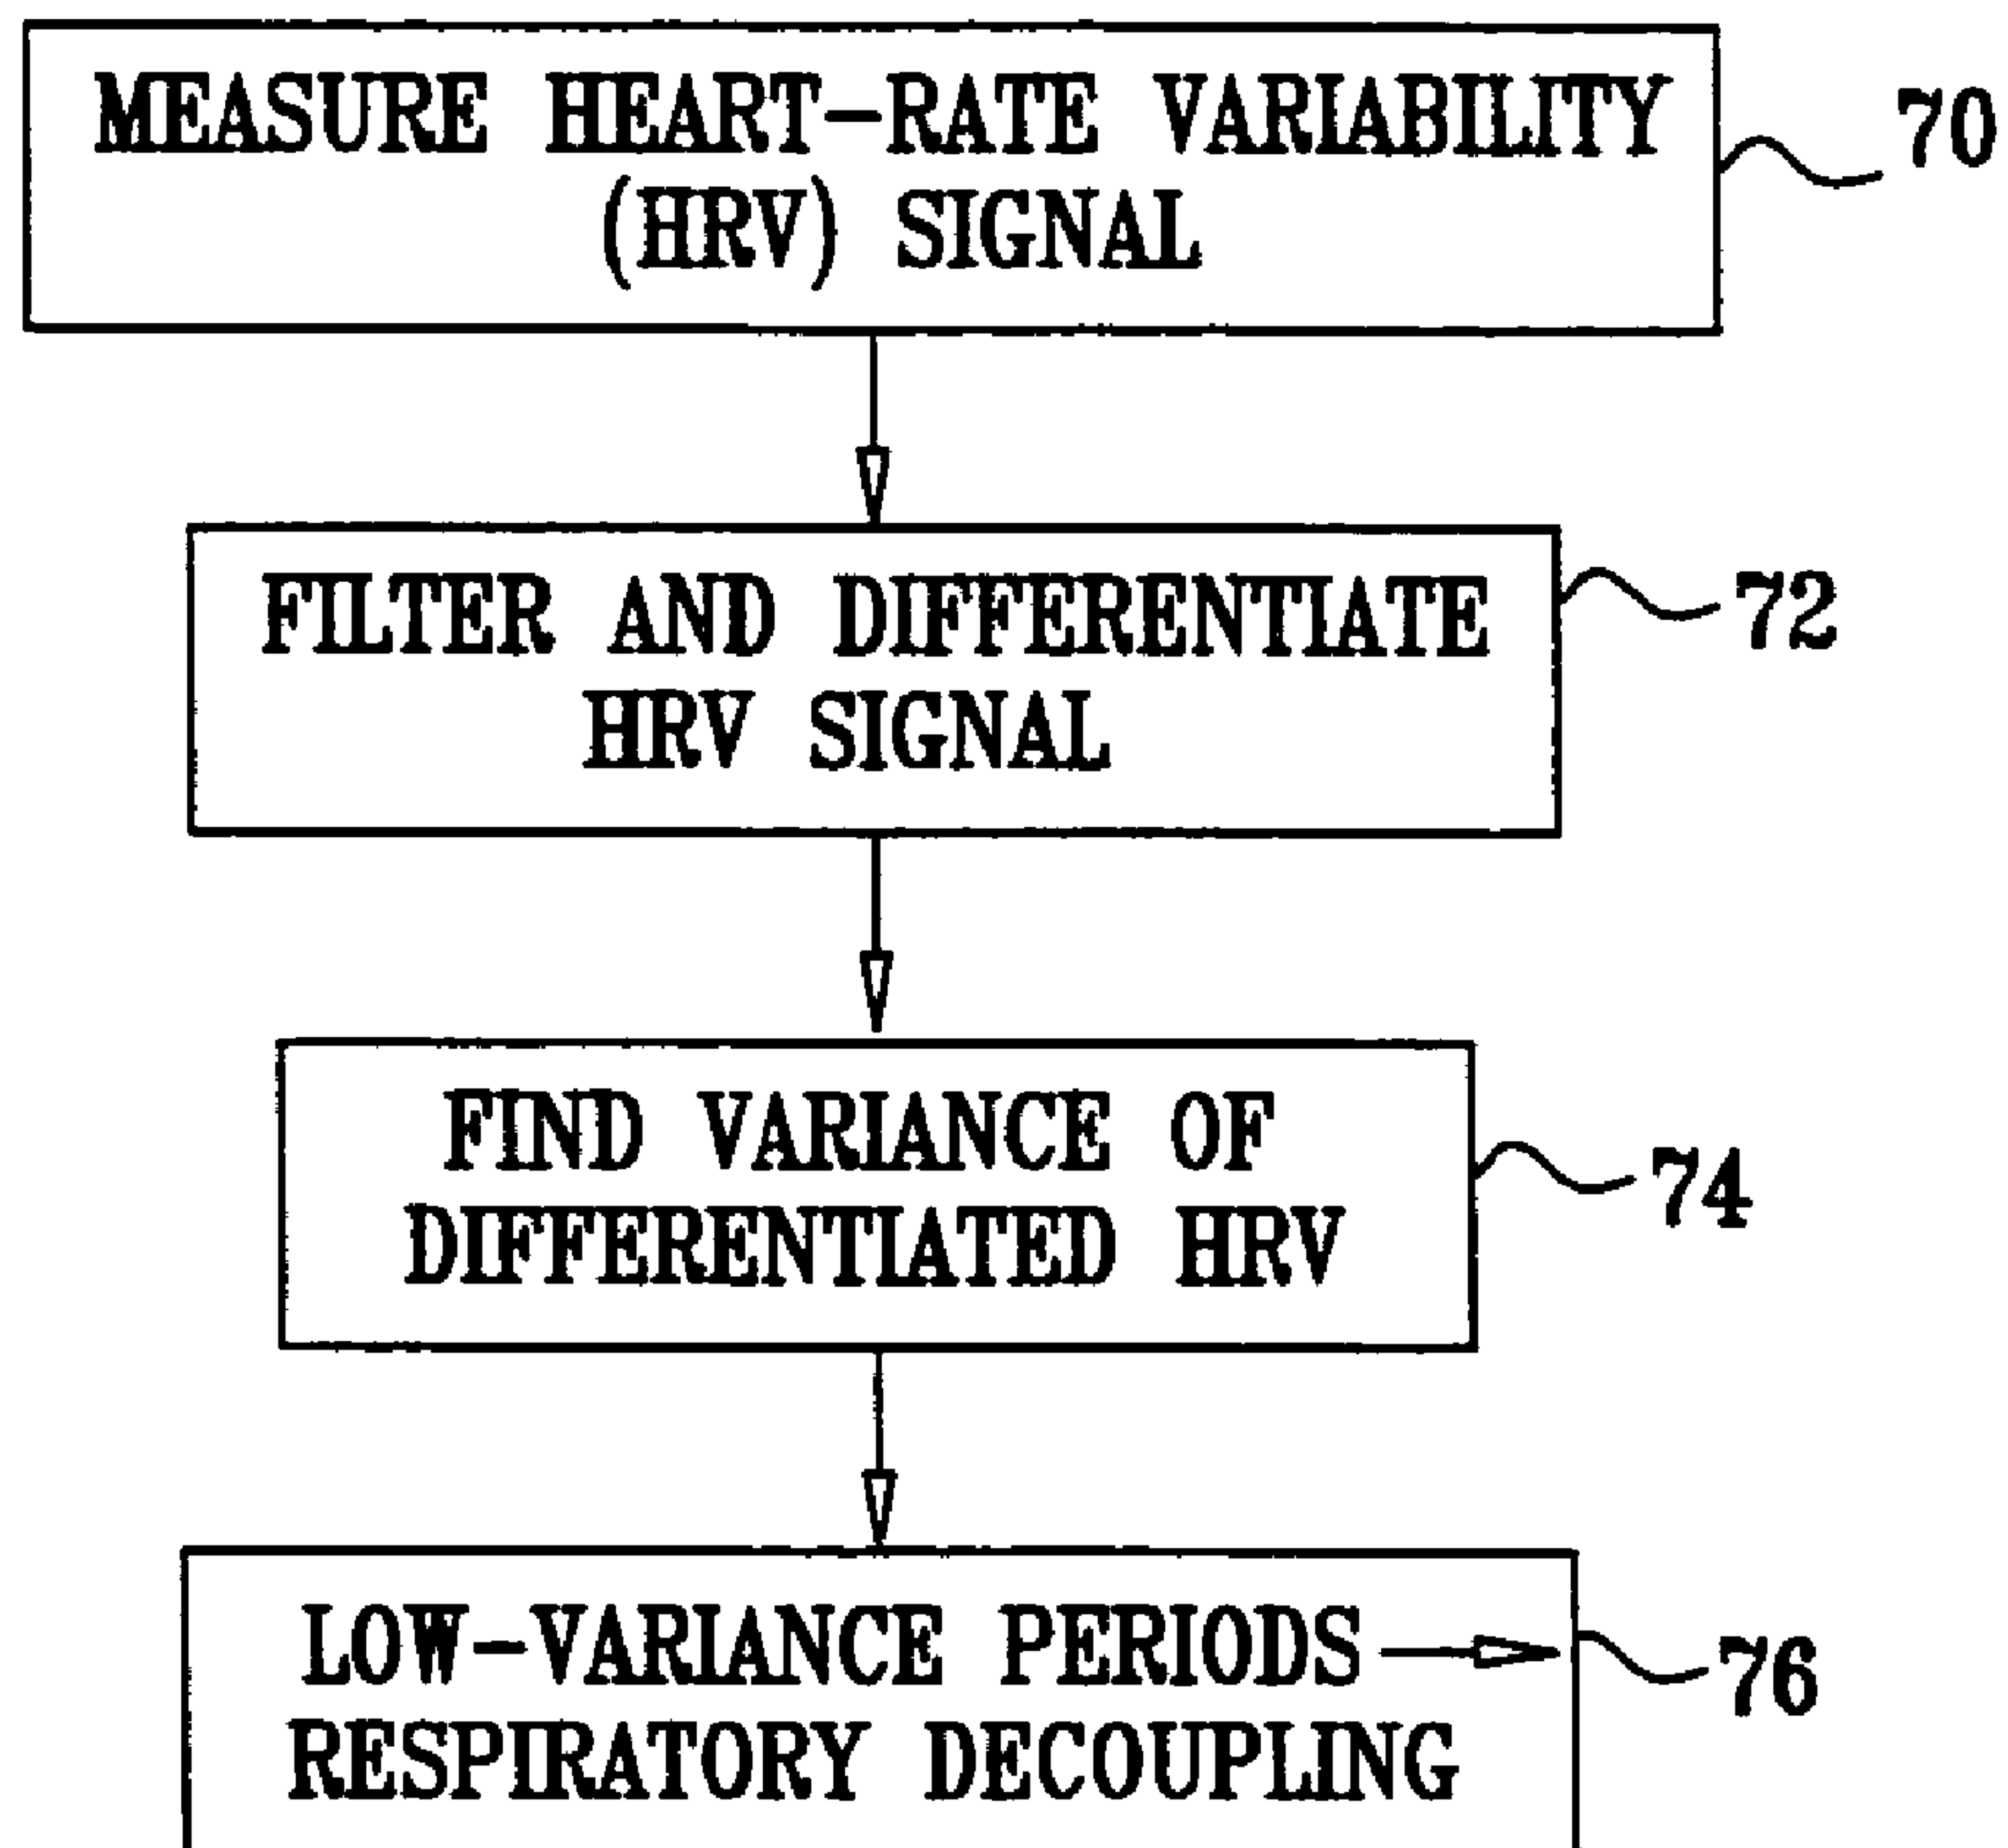 MEASURE HEART-RATE VARIABILITY
(HRV) SIGNAL
70
FILTER AND DIFFERENTIATE
HRV SIGNAL
72
FIND VARIANCE OF
DIFFERENTIATED HRV
74
LOW-VARIANCE PERIODS
RESPIRATORY DECOUPLING
76